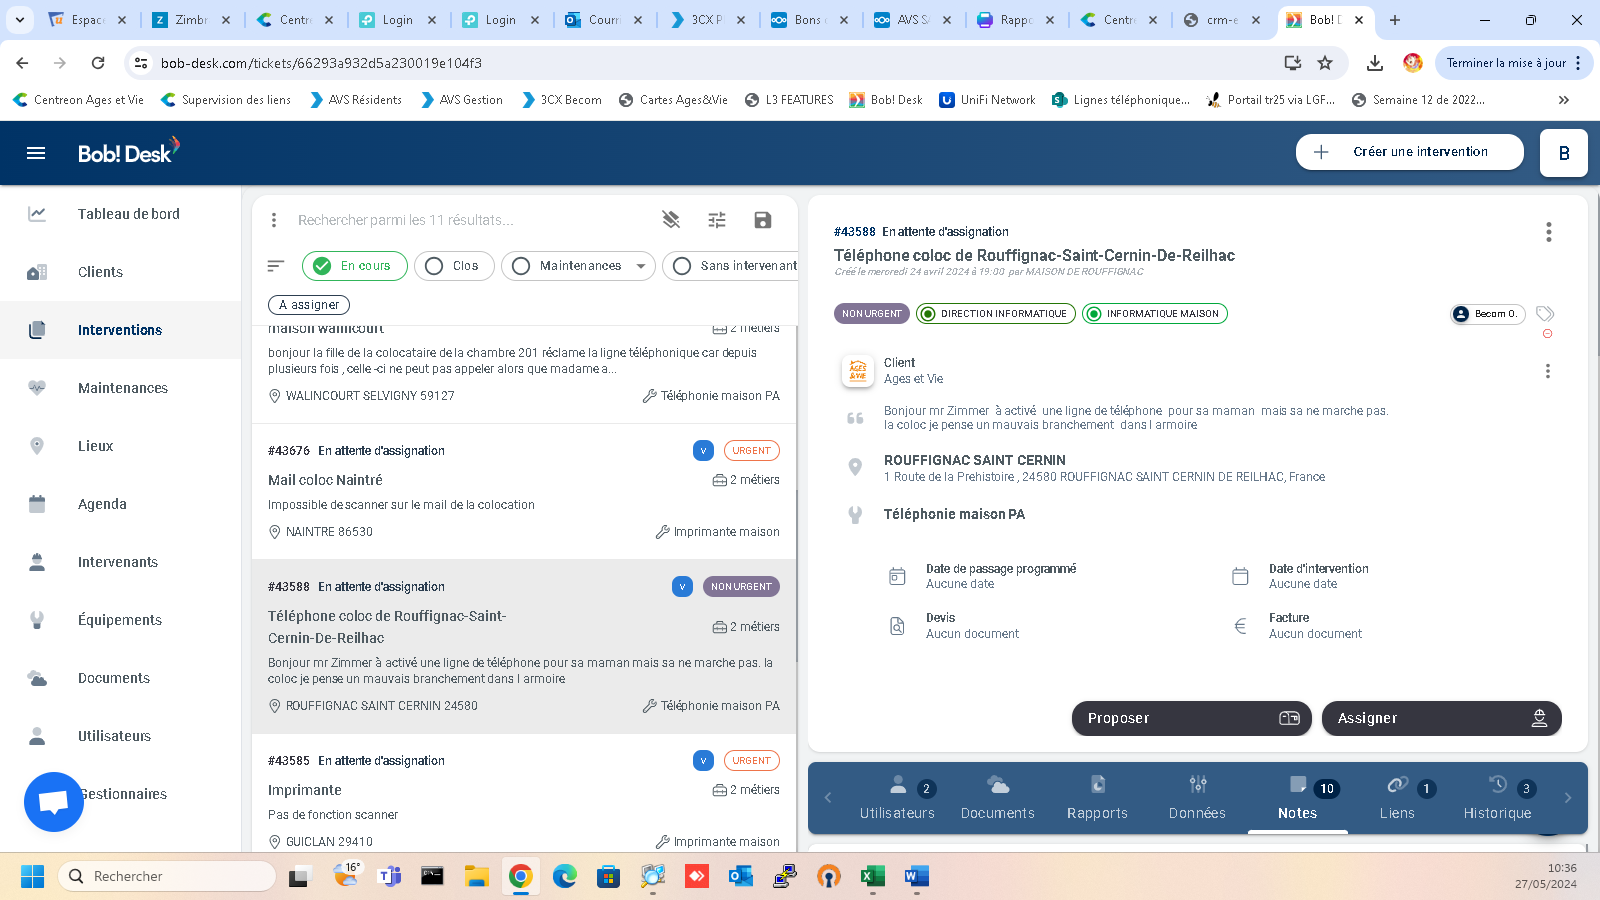 Espac
Zimbr
Centre
Login
Login
Courri
3CX P
Bons
AVS S
Rappo
Centre
crm-e
Bob! D
bob-desk.com/tickets/66293a932d5a230019e104f3
Terminer la mise à jour
Centreon Ages et Vie
Supervision des liens
AVS Résidents
AVS Gestion
3CX Becom
Cartes Ages&Vie
L3 FEATURES
Bob! Desk
UniFi Network
Lignes téléphonique...
Portail tr25 via LGF...
Semaine 12 de 2022...
Bob! Desk
Créer une intervention
B
Tableau de bord
Clients
Interventions
Maintenances
Lieux
Agenda
Intervenants
Équipements
Documents
Utilisateurs
Gestionnaires
Rechercher parmi les 11 résultats...
En cours
Clos
Maintenances
Sans intervenant
A assigner
maison walincourt
2 métiers
bonjour la fille de la colocataire de la chambre 201 réclame la ligne téléphonique car depuis
plusieurs fois , celle -ci ne peut pas appeler alors que madame a...
WALINCOURT SELVIGNY 59127
Téléphonie maison PA
#43676 En attente d'assignation
V
URGENT
Mail coloc Naintré
2 métiers
Impossible de scanner sur le mail de la colocation
NAINTRE 86530
Imprimante maison
#43588 En attente d'assignation
V
NON URGENT
Téléphone coloc de Rouffignac-Saint-
Cernin-De-Reilhac
2 métiers
Bonjour mr Zimmer à activé une ligne de téléphone pour sa maman mais sa ne marche pas. la
coloc je pense un mauvais branchement dans l armoire
ROUFFIGNAC SAINT CERNIN 24580
Téléphonie maison PA
#43585 En attente d'assignation
V
URGENT
Imprimante
2 métiers
Pas de fonction scanner
GUICLAN 29410
Imprimante maison
#43588 En attente d'assignation
Téléphone coloc de Rouffignac-Saint-Cernin-De-Reilhac
Créé le mercredi 24 avril 2024 à 19:00 par MAISON DE ROUFFIGNAC
NON URGENT
DIRECTION INFORMATIQUE
INFORMATIQUE MAISON
Becom O.
AGES
&VIE
Client
Ages et Vie
Bonjour mr Zimmer à activé une ligne de téléphone pour sa maman mais sa ne marche pas.
la coloc je pense un mauvais branchement dans l armoire
ROUFFIGNAC SAINT CERNIN
1 Route de la Prehistoire , 24580 ROUFFIGNAC SAINT CERNIN DE REILHAC, France
Téléphonie maison PA
Date de passage programmé
Aucune date
Date d'intervention
Aucune date
Devis
Aucun document
Facture
Aucun document
Proposer
Assigner
Utilisateurs
2
Documents
Rapports
Données
Notes
10
Liens
1
Historique
3
Rechercher
16°
10:36
27/05/2024